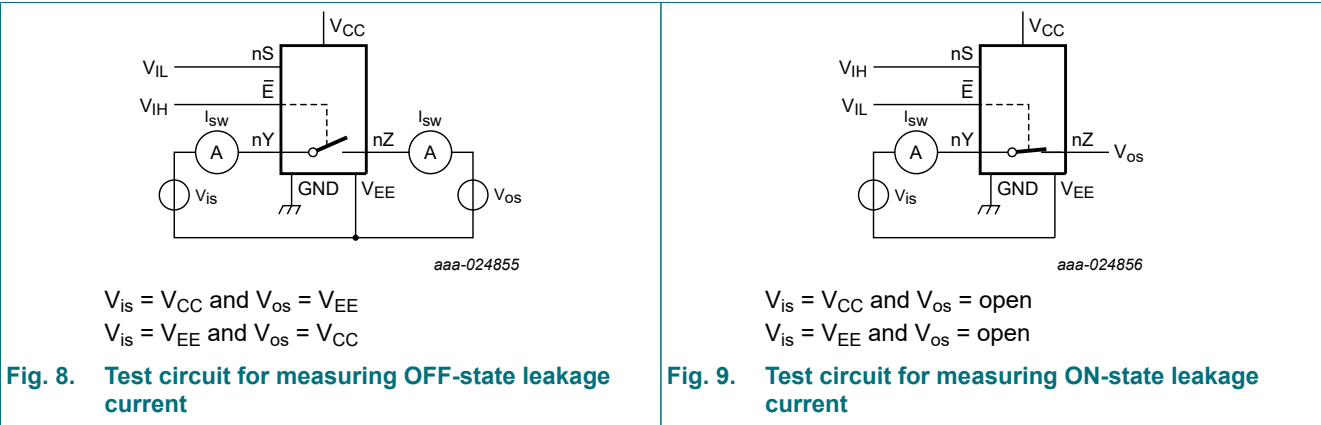 V_CC
nS
V_IL
Ē
V_IH
I_sw
I_sw
nY
nZ
A
A
GND
V_EE
V_is
V_os
aaa-024855
V_is = V_CC and V_os = V_EE
V_is = V_EE and V_os = V_CC
Fig. 8. Test circuit for measuring OFF-state leakage
current
V_CC
nS
V_IH
Ē
V_IL
I_sw
nY
nZ
A
V_os
GND
V_EE
V_is
aaa-024856
V_is = V_CC and V_os = open
V_is = V_EE and V_os = open
Fig. 9. Test circuit for measuring ON-state leakage
current